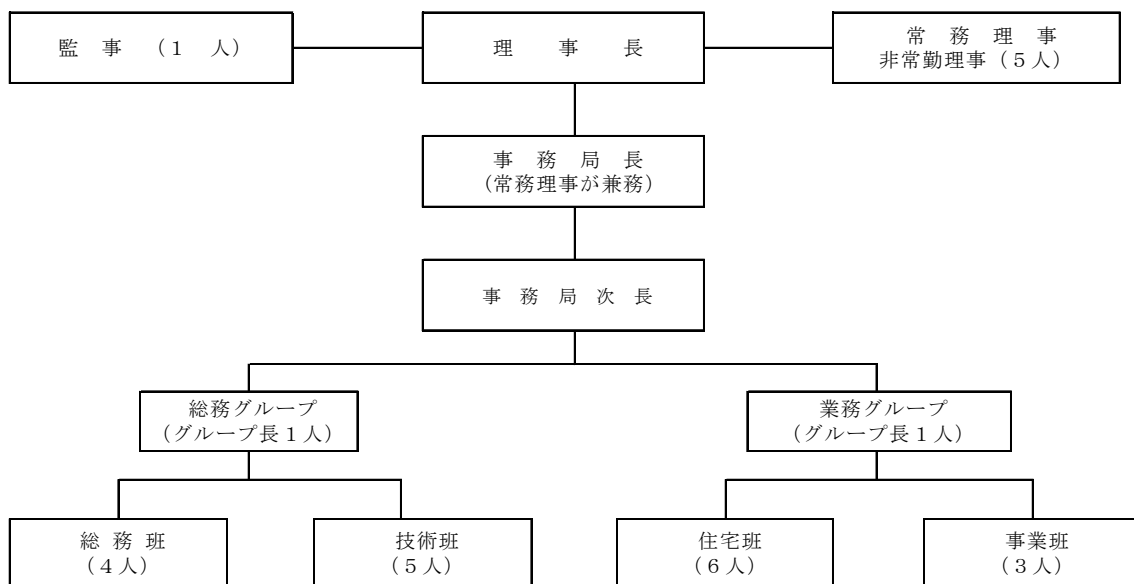 監　事　（１　人）
理　事　長
常　務　理　事
非常勤理事（５人）
事　務　局　長
（常務理事が兼務）
事　務　局　次　長
総務グループ
（グループ長１人）
業務グループ
（グループ長１人）
総　務　班
（４人）
技術班
（５人）
住宅班
（６人）
事業班
（３人）